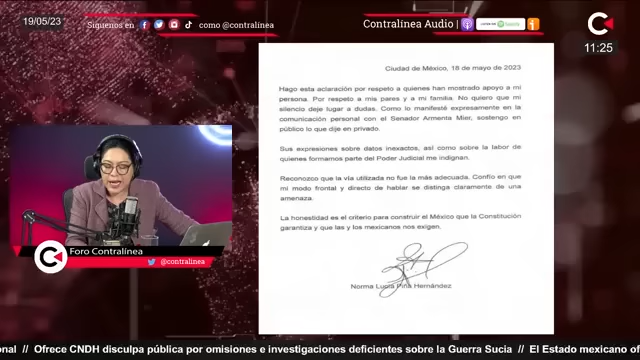 19/05/23
Síguenos en como @contralinea
Contralínea Audio
11:25
Ciudad de México, 18 de mayo de 2023
Hago esta aclaración por respeto a quienes han mostrado apoyo a mi
persona. Por respeto a mis pares y a mi familia. No quiero que mi
silencio deje lugar a dudas. Como lo manifesté expresamente en la
comunicación personal con el Senador Armenta Mier, sostengo en
público lo que dije en privado.
Sus expresiones sobre datos inexactos, así como sobre la labor de
quienes formamos parte del Poder Judicial me indignan.
Reconozco que la vía utilizada no fue la más adecuada. Confío en que
mi modo frontal y directo de hablar se distinga claramente de una
amenaza.
La honestidad es el criterio para construir el México que la Constitución
garantiza y que las y los mexicanos nos exigen.
Norma Lucía Piña Hernández
Foro Contralínea
@contralinea
onal // Ofrece CNDH disculpa pública por omisiones e investigaciones deficientes sobre la Guerra Sucia // El Estado mexicano of